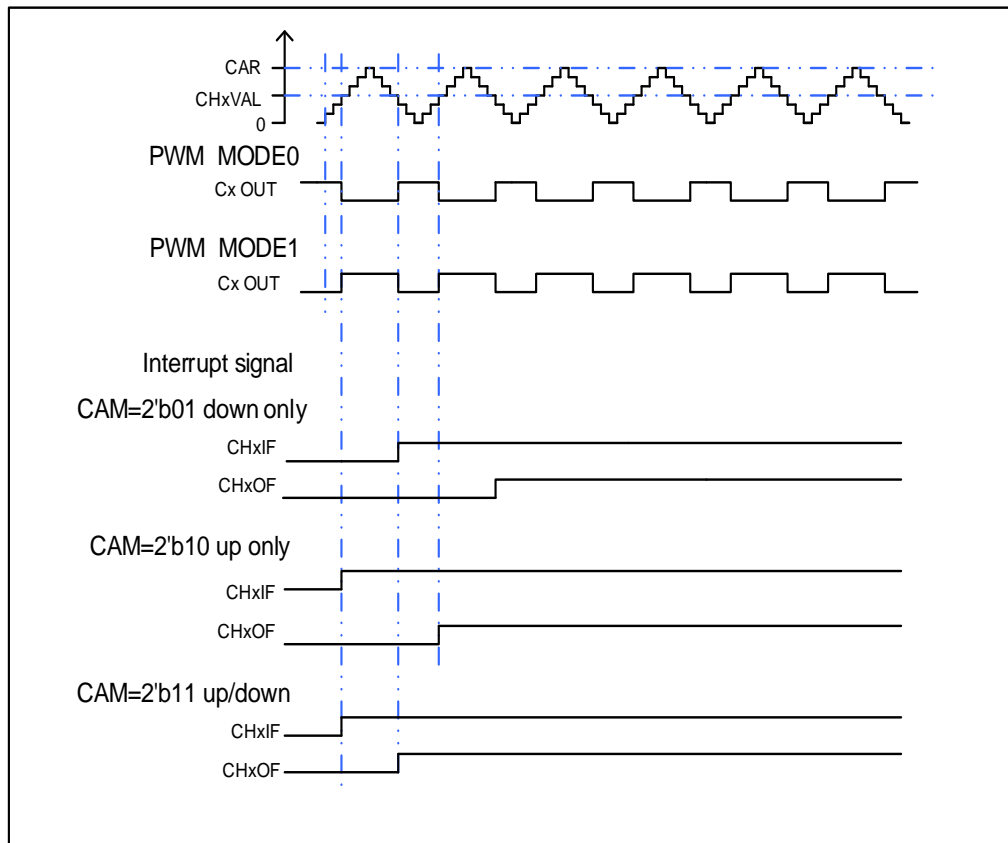 CAR
CHxVAL
0
PWM MODE0
Cx OUT
PWM MODE1
Cx OUT
Interrupt signal
CAM=2'b01 down only
CHxIF
CHxOF
CAM=2'b10 up only
CHxIF
CHxOF
CAM=2'b11 up/down
CHxIF
CHxOF